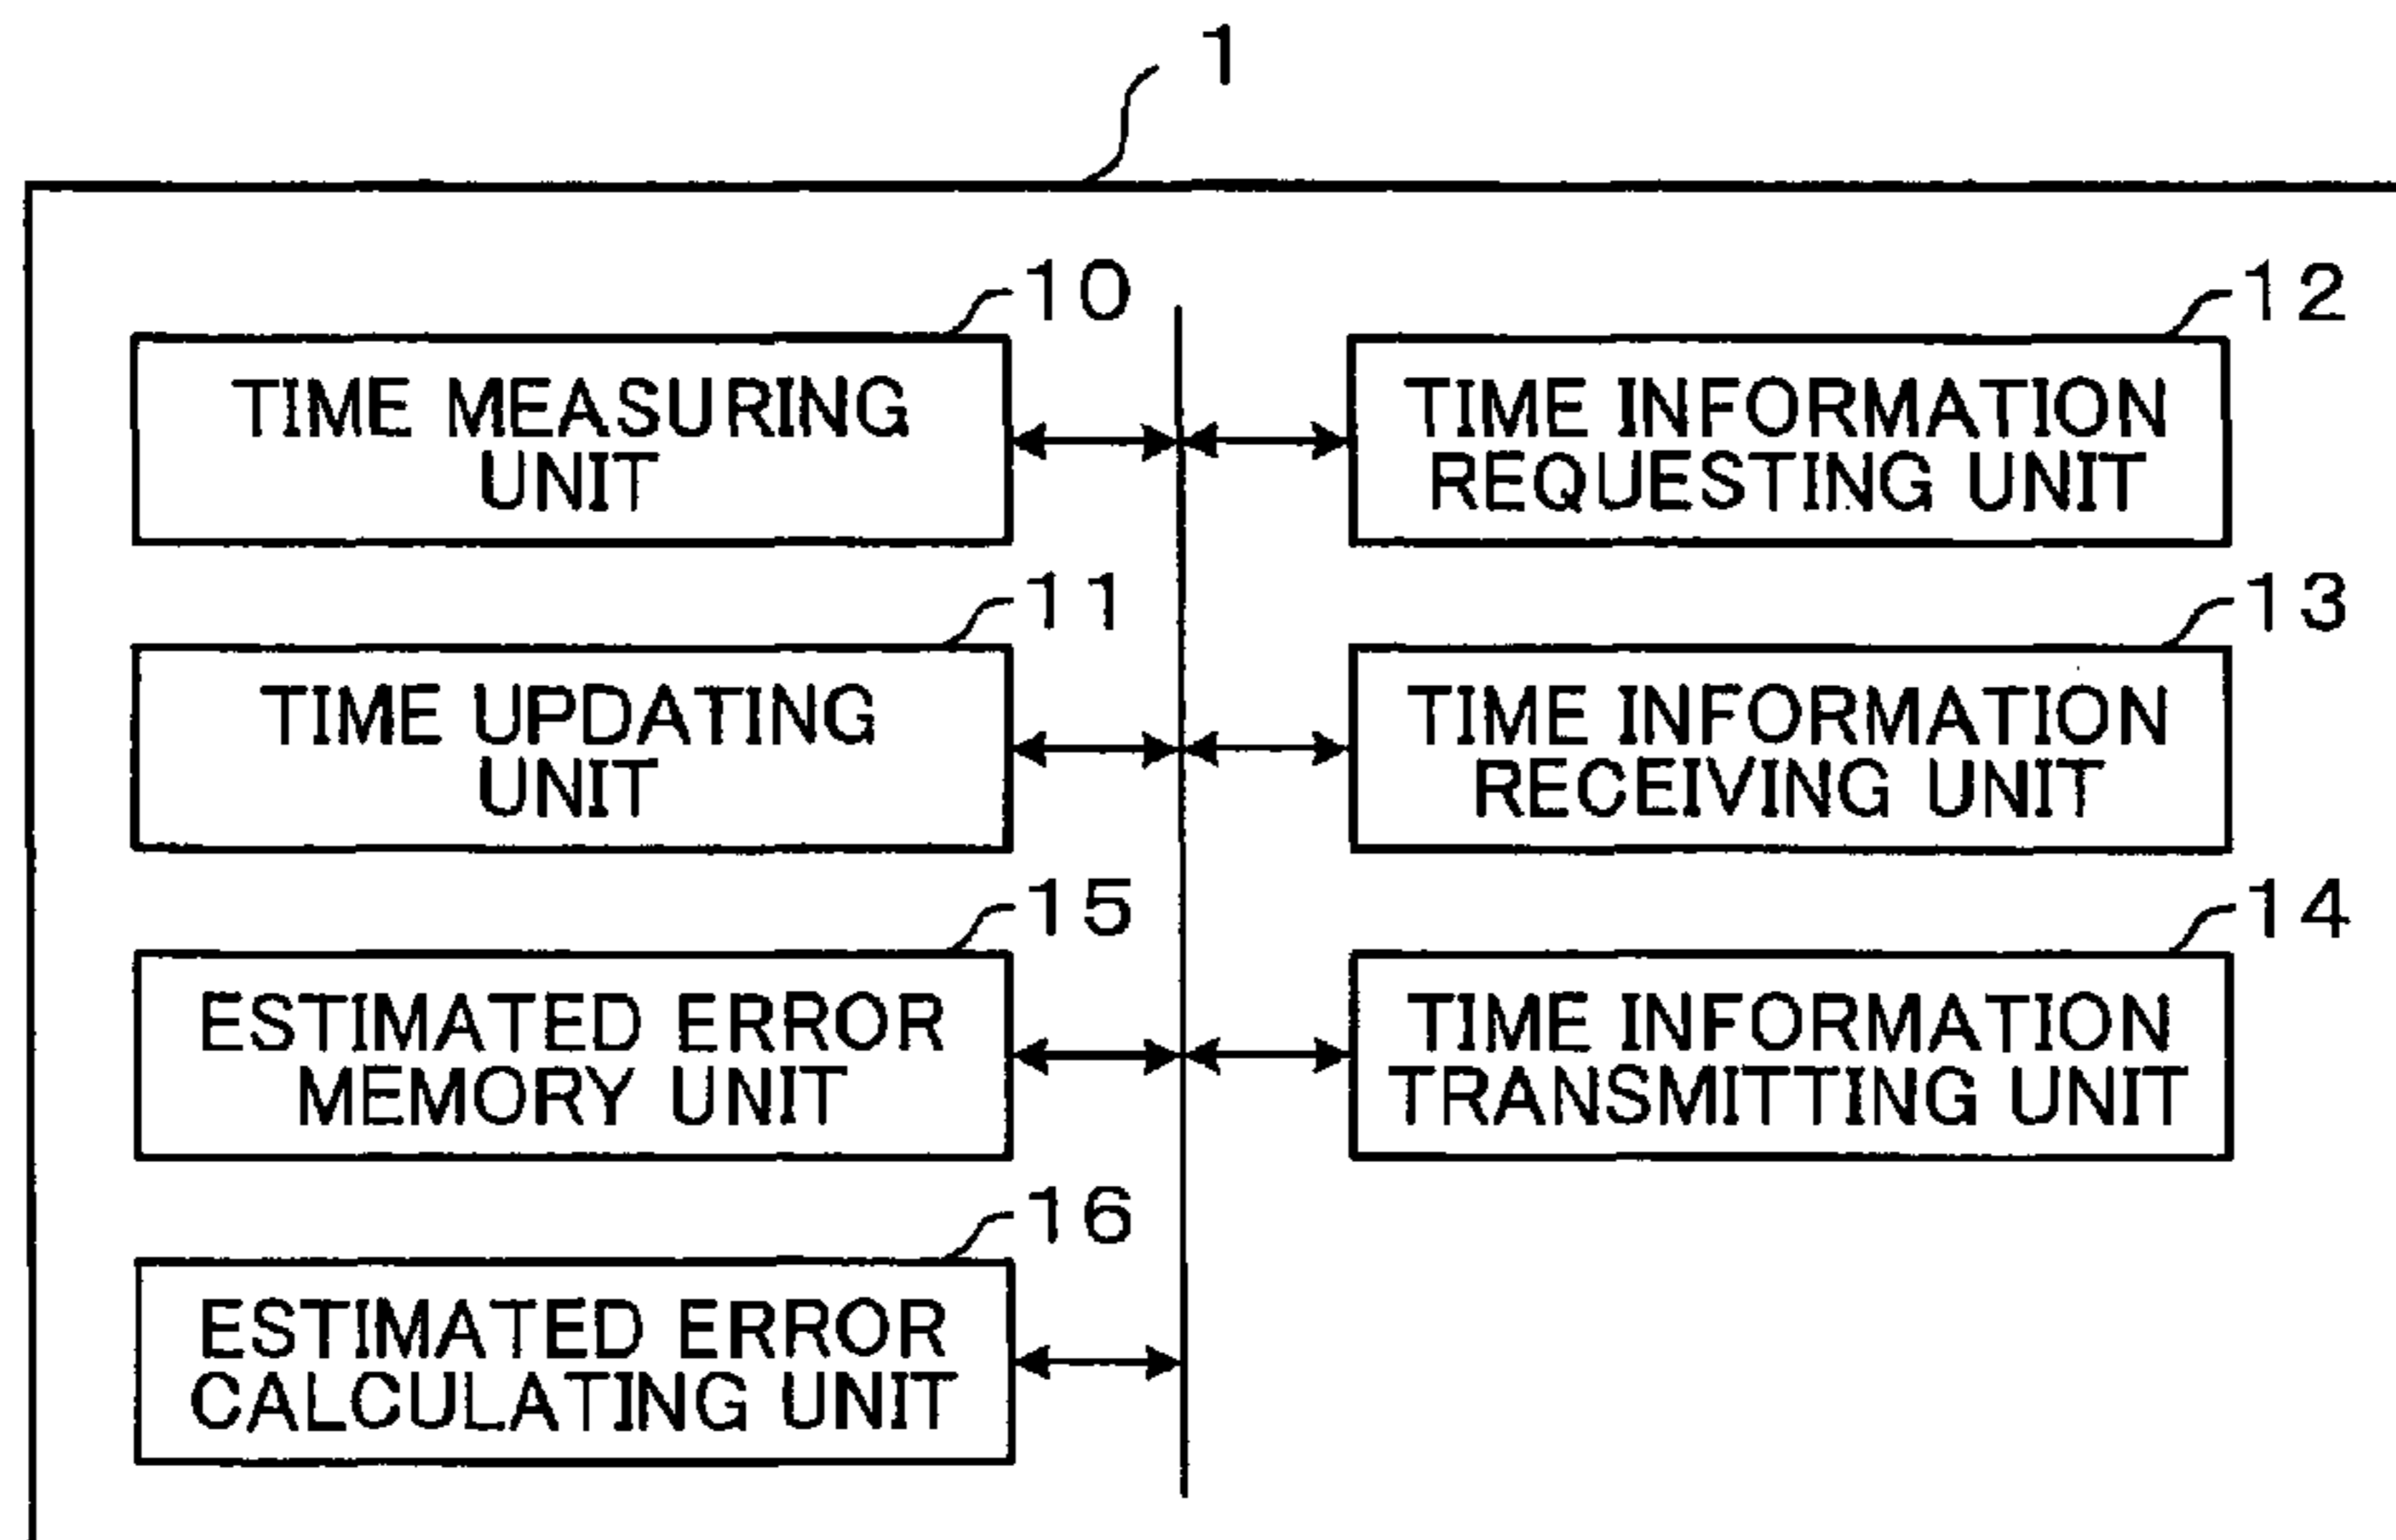 1
10
TIME MEASURING
UNIT
12
TIME INFORMATION
REQUESTING UNIT
11
TIME UPDATING
UNIT
13
TIME INFORMATION
RECEIVING UNIT
15
ESTIMATED ERROR
MEMORY UNIT
14
TIME INFORMATION
TRANSMITTING UNIT
16
ESTIMATED ERROR
CALCULATING UNIT